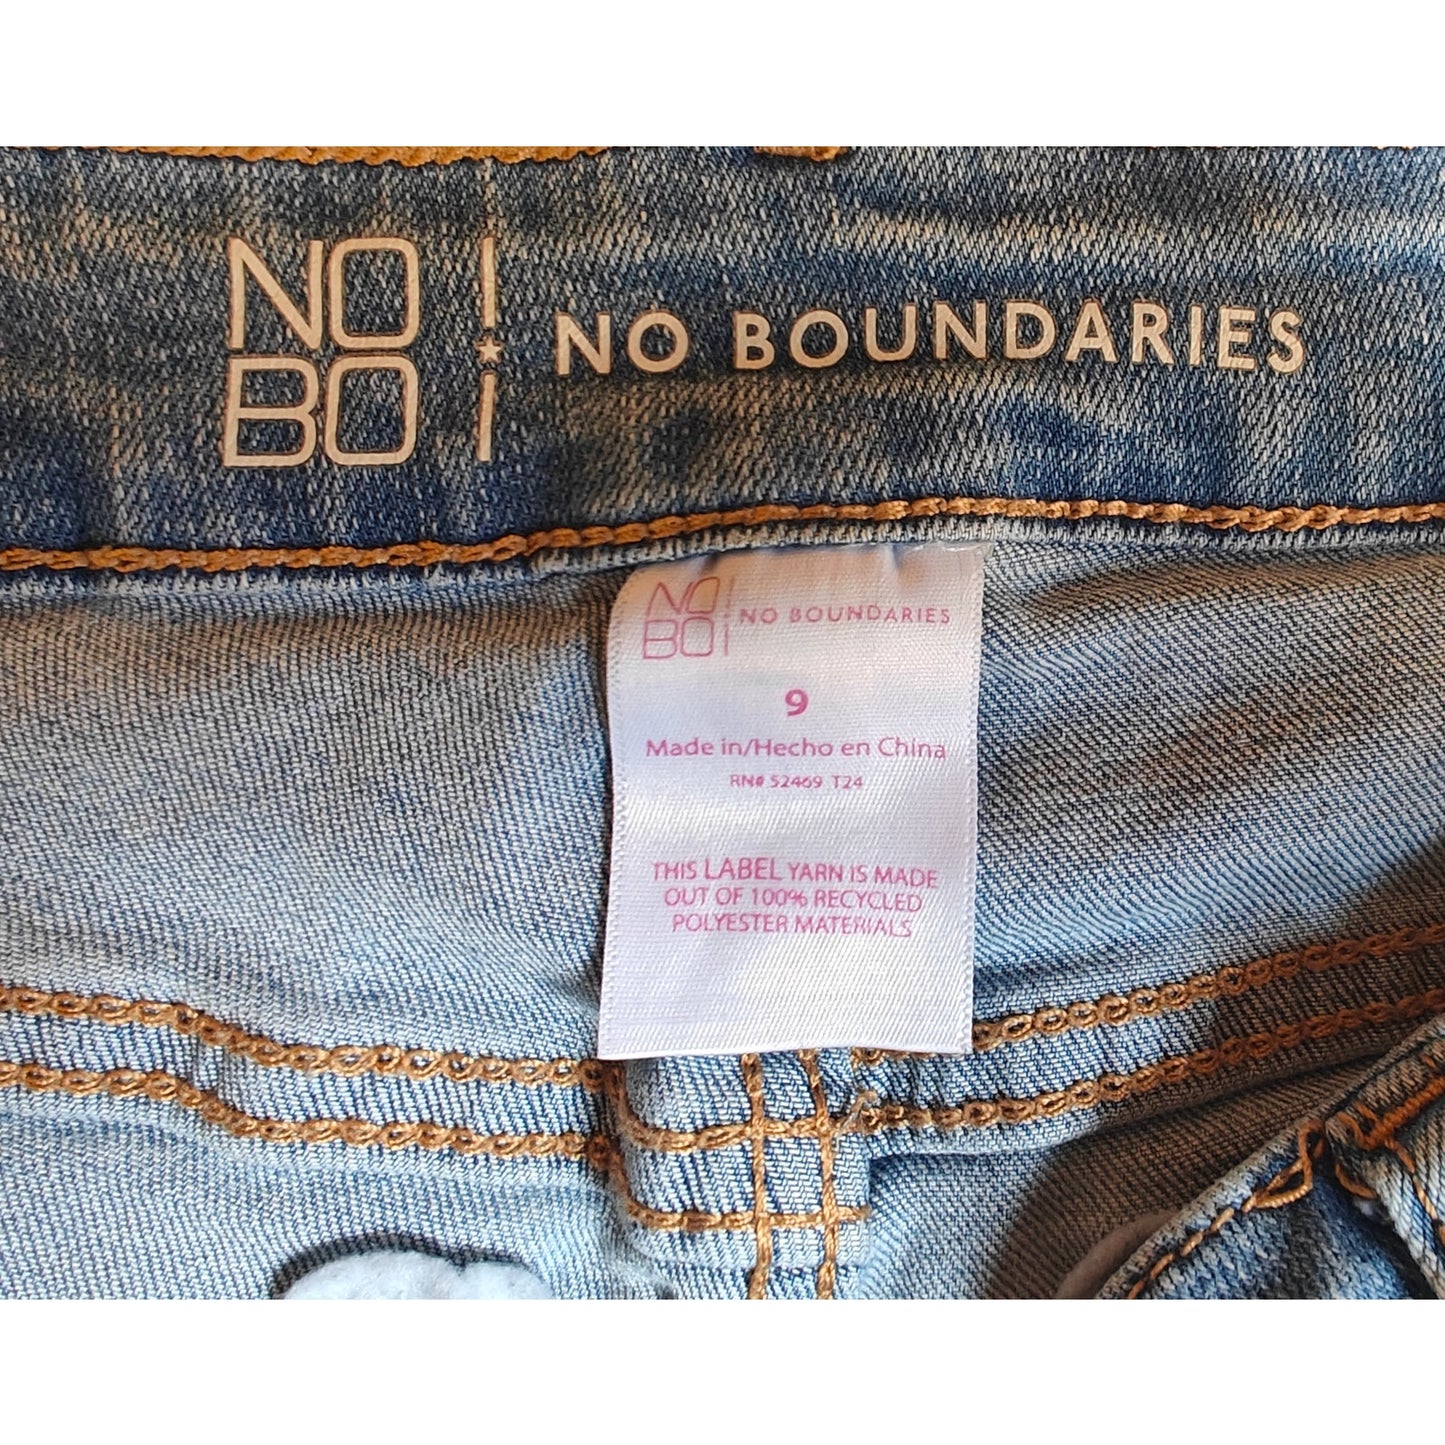 NO
BO
NO BOUNDARIES
NO
BO
NO BOUNDARIES
9
Made in/Hecho en China
RN# 52469 T24
THIS LABEL YARN IS MADE
OUT OF 100% RECYCLED
POLYESTER MATERIALS